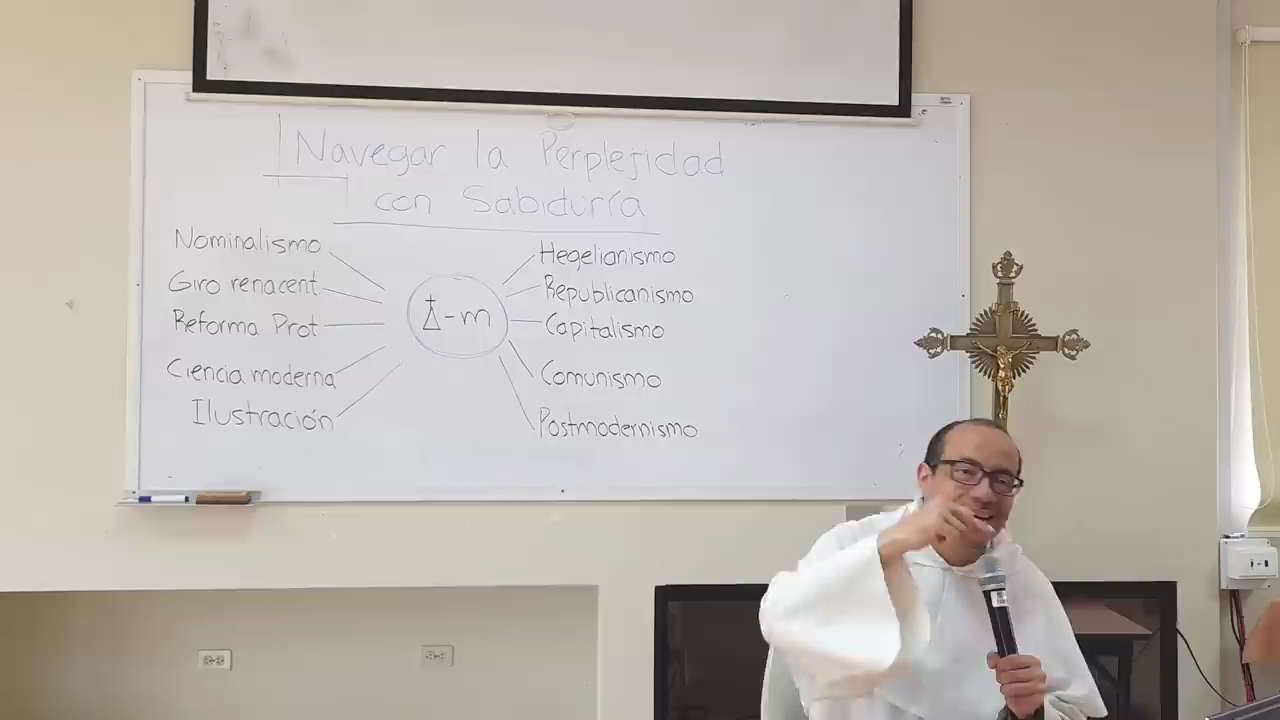 Navegar la Perplejidad
con Sabiduría
Nominalismo
Giro renacent.
Reforma Prot
Ciencia moderna
Ilustración
Δ-m
Hegelianismo
Republicanismo
Capitalismo
Comunismo
Postmodernismo